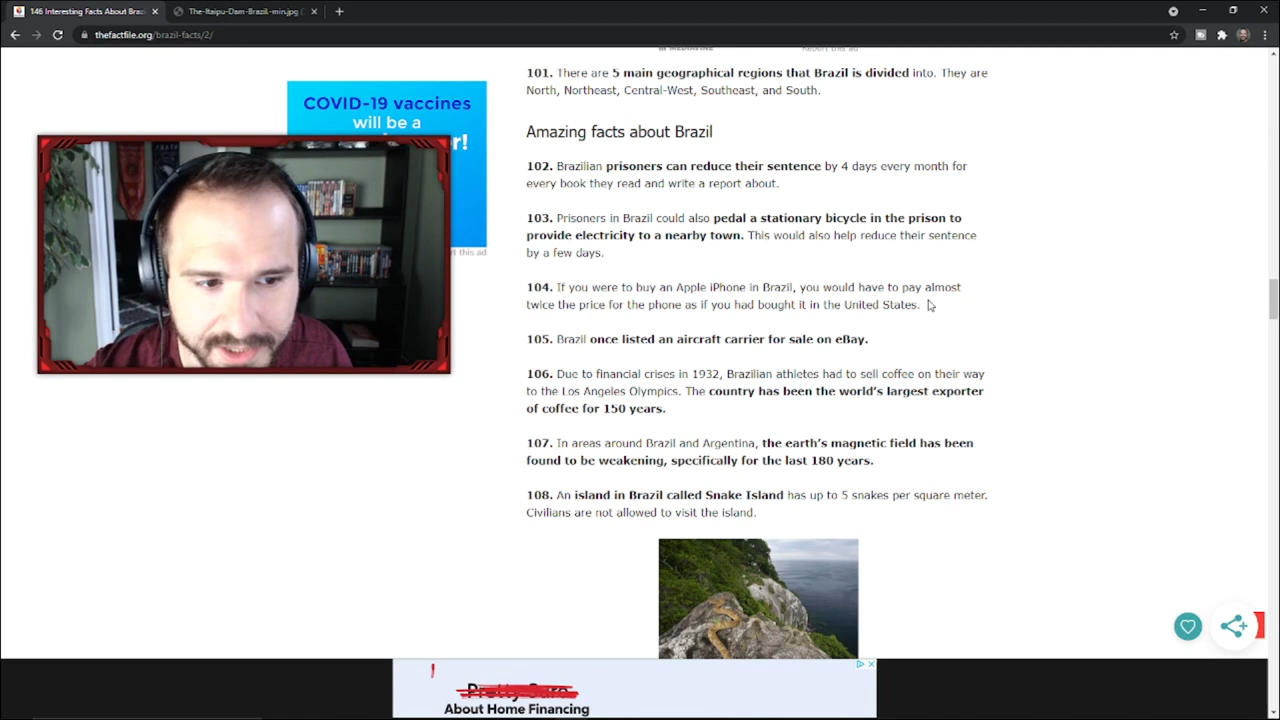 146 Interesting Facts About Braz
The-Itaipu-Dam-Brazil-min.jpg (
thefactfile.org/brazil-facts/2/
Report this ad
101. There are 5 main geographical regions that Brazil is divided into. They are
North, Northeast, Central-West, Southeast, and South.
COVID-19 vaccines
will be a
r!
t this ad
Amazing facts about Brazil
102. Brazilian prisoners can reduce their sentence by 4 days every month for
every book they read and write a report about.
103. Prisoners in Brazil could also pedal a stationary bicycle in the prison to
provide electricity to a nearby town. This would also help reduce their sentence
by a few days.
104. If you were to buy an Apple iPhone in Brazil, you would have to pay almost
twice the price for the phone as if you had bought it in the United States.
105. Brazil once listed an aircraft carrier for sale on eBay.
106. Due to financial crises in 1932, Brazilian athletes had to sell coffee on their way
to the Los Angeles Olympics. The country has been the world's largest exporter
of coffee for 150 years.
107. In areas around Brazil and Argentina, the earth's magnetic field has been
found to be weakening, specifically for the last 180 years.
108. An island in Brazil called Snake Island has up to 5 snakes per square meter.
Civilians are not allowed to visit the island.
About Home Financing